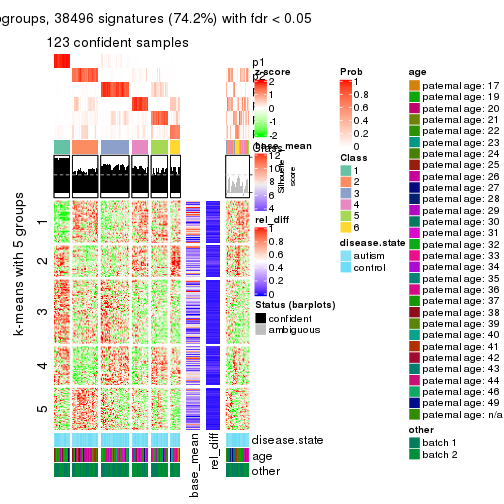 ogroups, 38496 signatures (74.2%) with fdr < 0.05
123 confident samples
p1
z-score
2
1
0
-1
-2
base_mean
12
10
8
6
4
rel_diff
1
0.8
0.6
0.4
0.2
0
Status (barplots)
confident
ambiguous
Silhouette
score
k-means with 5 groups
1
2
3
4
5
disease.state
age
other
base_mean
rel_diff
Prob
1
0.8
0.6
0.4
0.2
0
Class
1
2
3
4
5
6
disease.state
autism
control
age
paternal age: 17
paternal age: 19
paternal age: 20
paternal age: 21
paternal age: 22
paternal age: 23
paternal age: 24
paternal age: 25
paternal age: 26
paternal age: 27
paternal age: 28
paternal age: 29
paternal age: 30
paternal age: 31
paternal age: 32
paternal age: 33
paternal age: 34
paternal age: 35
paternal age: 36
paternal age: 37
paternal age: 38
paternal age: 39
paternal age: 40
paternal age: 41
paternal age: 42
paternal age: 43
paternal age: 44
paternal age: 46
paternal age: 49
paternal age: n/a
other
batch 1
batch 2